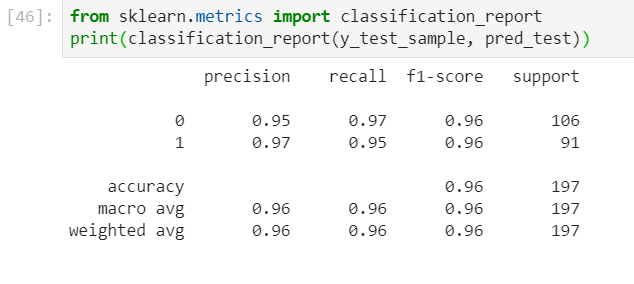 [46]: from sklearn.metrics import classification_report
print(classification_report(y_test_sample, pred_test))
precision recall f1-score support
0 0.95 0.97 0.96 106
1 0.97 0.95 0.96 91
accuracy 0.96 197
macro avg 0.96 0.96 0.96 197
weighted avg 0.96 0.96 0.96 197